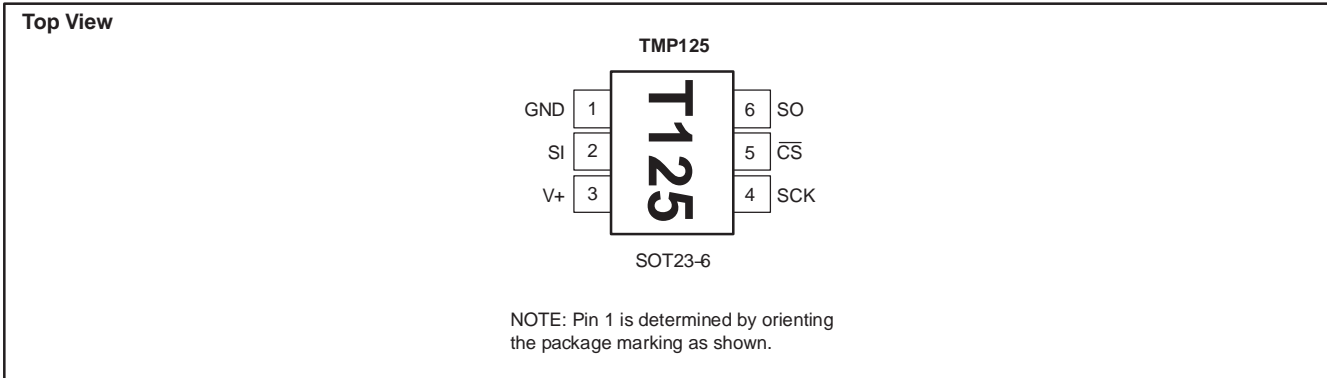 Top View
TMP125
GND 1 6 SO
SI 2 5 C̅S̅
V+ 3 4 SCK
T125
SOT23-6
NOTE: Pin 1 is determined by orienting
the package marking as shown.